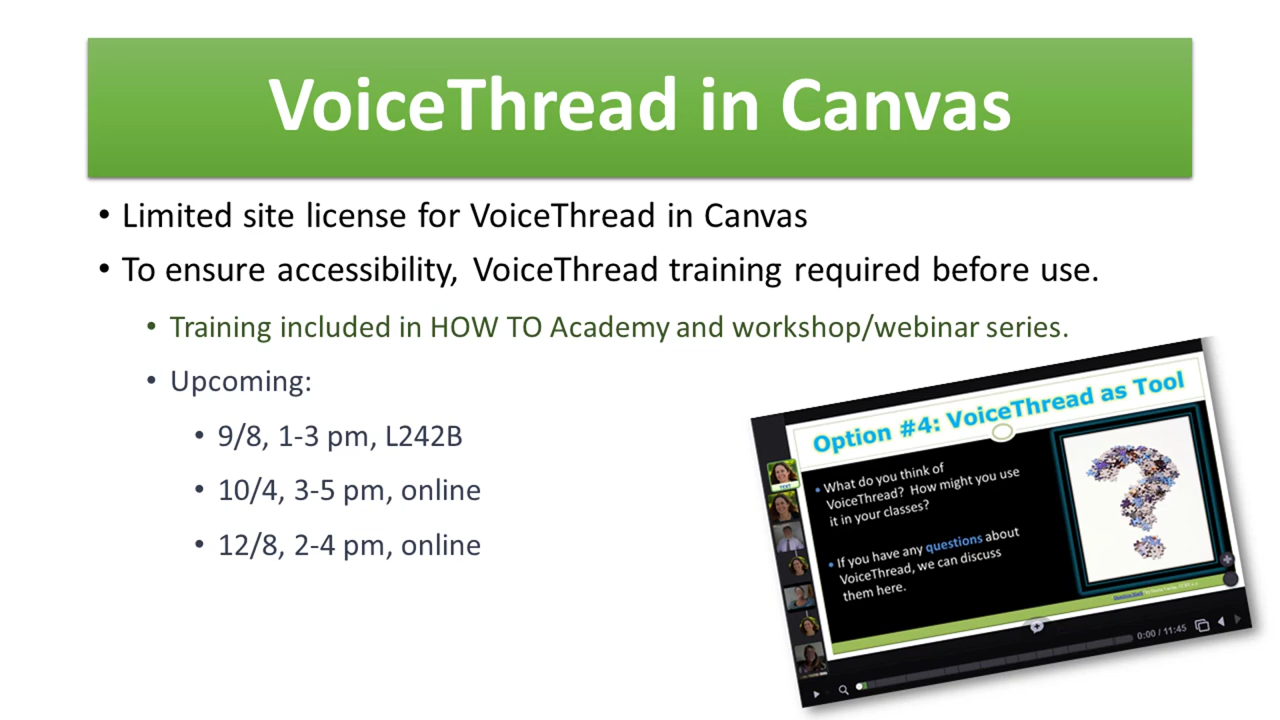 VoiceThread in Canvas
• Limited site license for VoiceThread in Canvas
• To ensure accessibility, VoiceThread training required before use.
• Training included in HOW TO Academy and workshop/webinar series.
• Upcoming:
• 9/8, 1-3 pm, L242B
• 10/4, 3-5 pm, online
• 12/8, 2-4 pm, online
Option #4: VoiceThread as Tool
• What do you think of
VoiceThread? How might you use
it in your classes?
• If you have any questions about
VoiceThread, we can discuss
them here.
TEXT
0:00 / 11:45